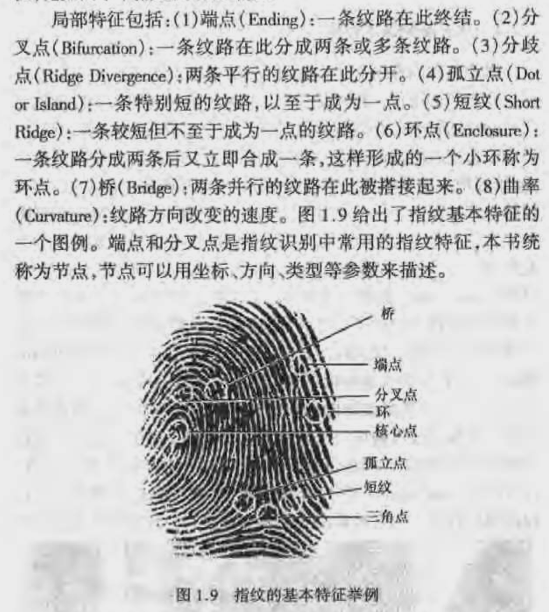 局部特征包括:(1)端点(Ending):一条纹路在此终结。(2)分
叉点(Bifurcation):一条纹路在此分成两条或多条纹路。(3)分歧
点(Ridge Divergence):两条平行的纹路在此分开。(4)孤立点(Dot
or Island):一条特别短的纹路,以至于成为一点。(5)短纹(Short
Ridge):一条较短但不至于成为一点的纹路。(6)环点(Enclosure):
一条纹路分成两条后又立即合成一条,这样形成的一个小环称为
环点。(7)桥(Bridge):两条并行的纹路在此被搭接起来。(8)曲率
(Curvature):纹路方向改变的速度。图1.9给出了指纹基本特征的
一个图例。端点和分叉点是指纹识别中常用的指纹特征,本书统
称为节点,节点可以用坐标、方向、类型等参数来描述。
桥
端点
分叉点
环
核心点
孤立点
短纹
三角点
图1.9 指纹的基本特征举例